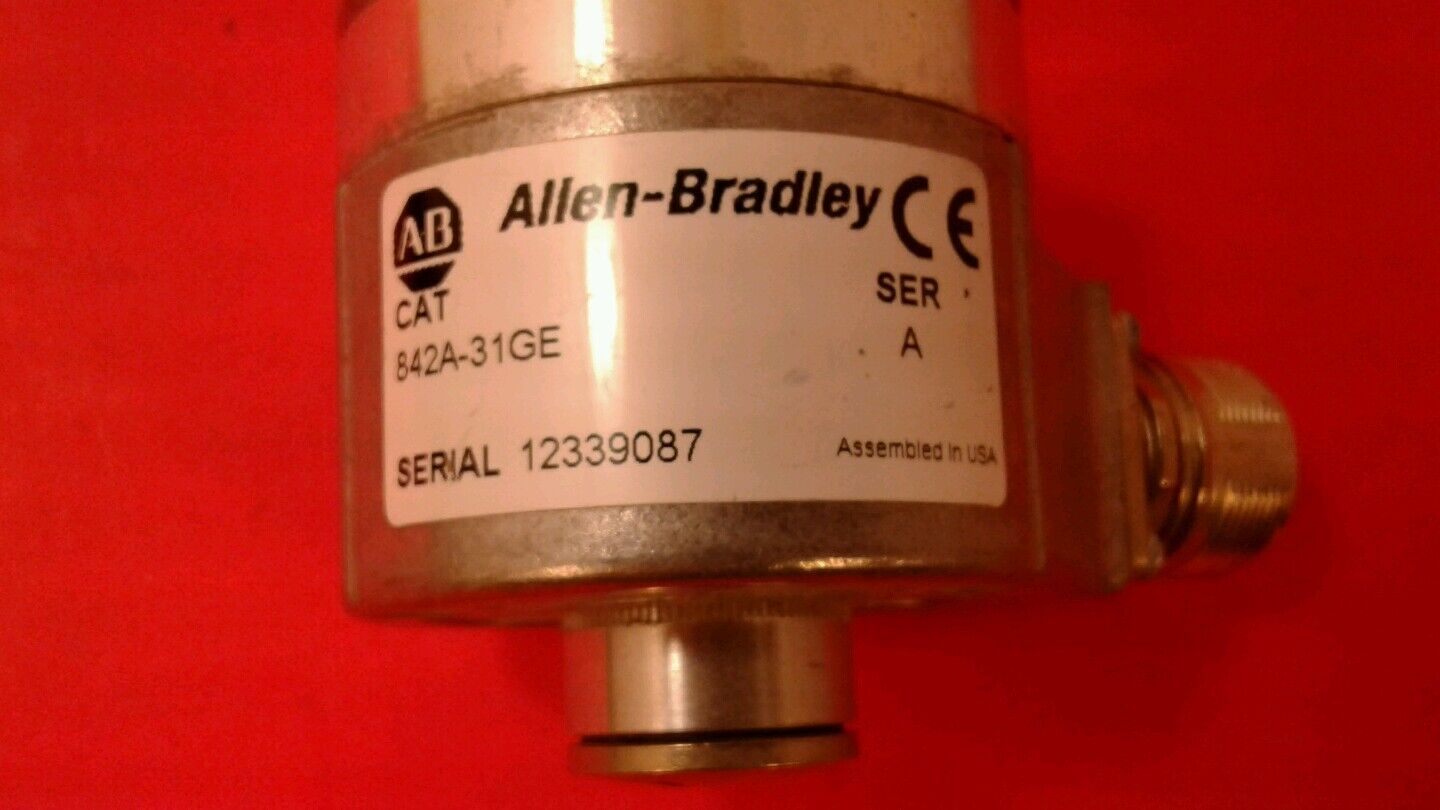 AB Allen-Bradley CE
CAT SER
842A-31GE A
SERIAL 12339087 Assembled in USA